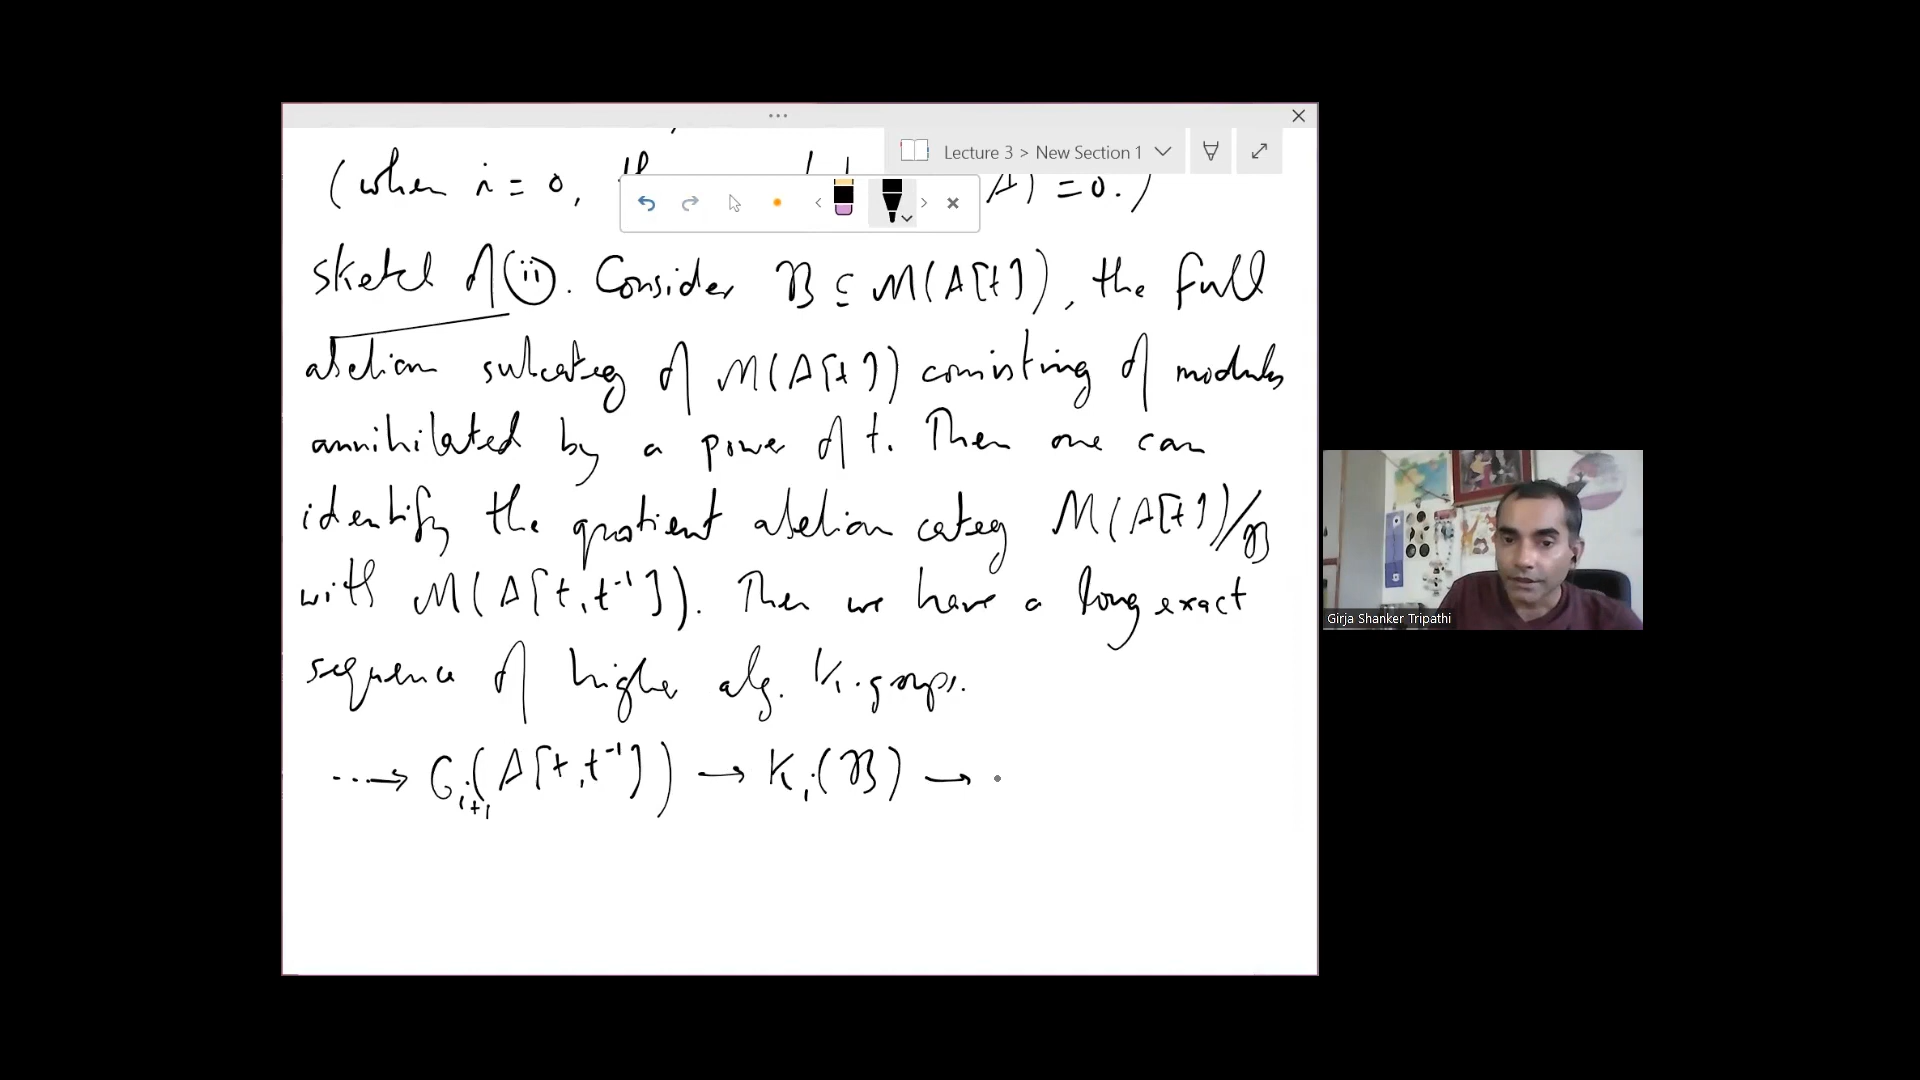 Lecture 3 > New Section 1
(when i = 0, A) = 0.)
sketch of (ii). Consider 𝔅 ⊆ M(A[t]), the full
abelian subcateg of M(A[t]) consisting of modules
annihilated by a power of t. Then one can
identify the quotient abelian categ M(A[t])/𝔅
with M(A[t,t⁻¹]). Then we have a long exact
sequence of higher alg. K-groups.
---→ G_{i+1}(A[t,t⁻¹]) → K_i(𝔅) →
Girja Shanker Tripathi